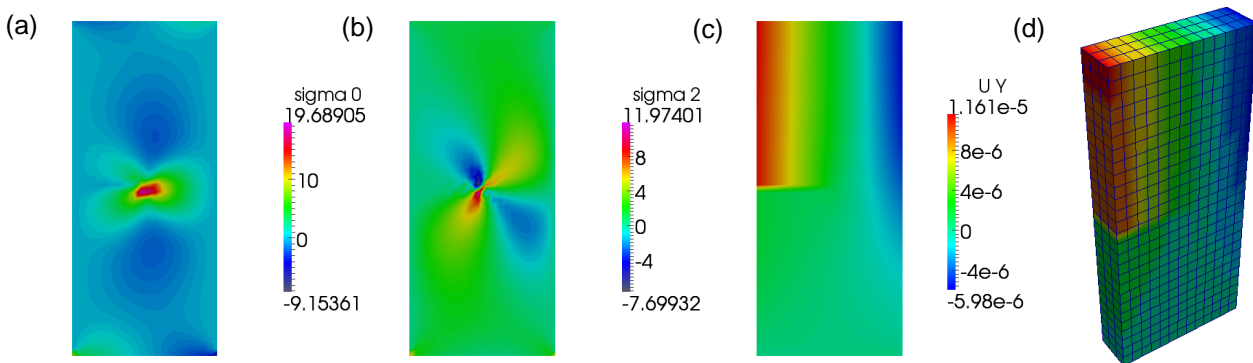 (a)
(b)
(c)
(d)
sigma 0
19.68905
10
0
-9.15361
sigma 2
11.97401
8
4
0
-4
-7.69932
U Y
1.161e-5
8e-6
4e-6
0
-4e-6
-5.98e-6